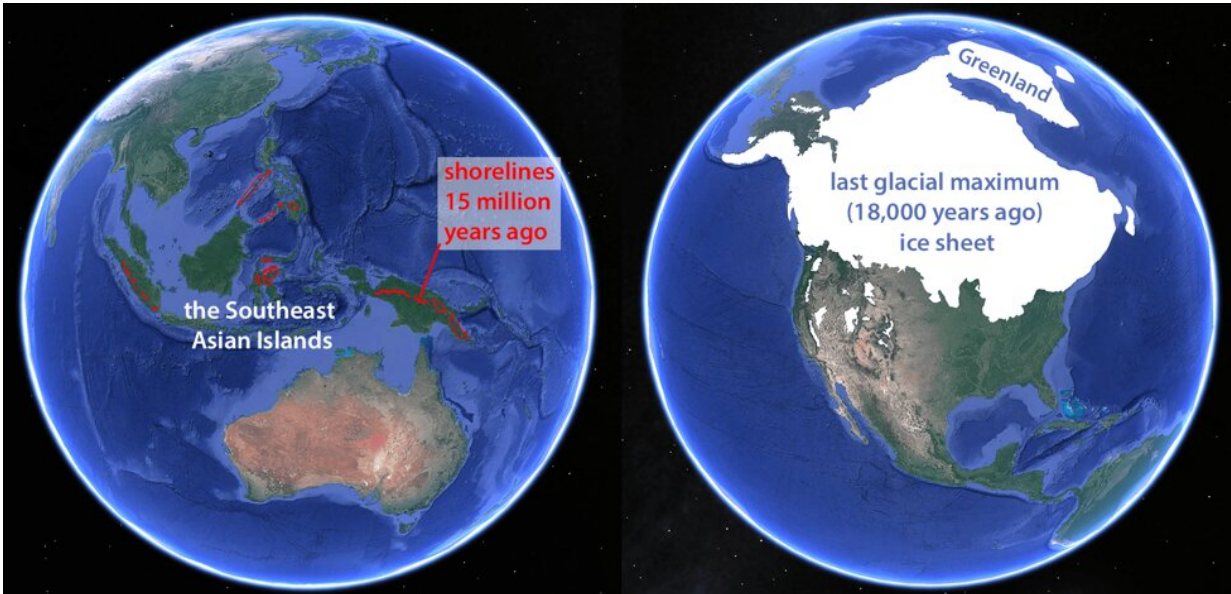 shorelines
15 million
years ago
the Southeast
Asian Islands
Greenland
last glacial maximum
(18,000 years ago)
ice sheet